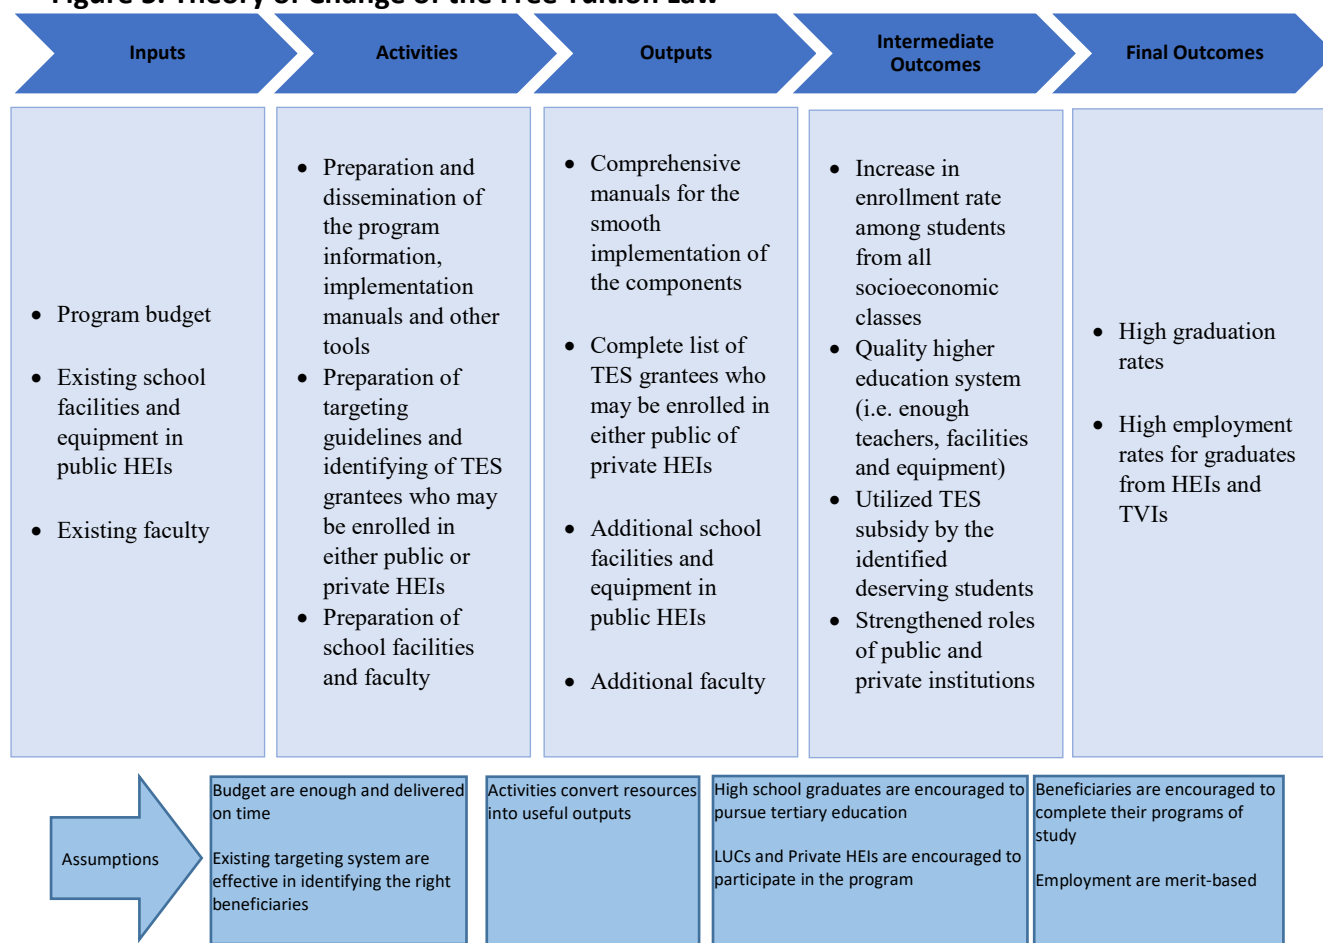 Figure 3. Theory of Change of the Free Tuition Law
Inputs
Activities
Outputs
Intermediate
Outcomes
Final Outcomes
• Program budget
• Existing school
facilities and
equipment in
public HEIs
• Existing faculty
• Preparation and
dissemination of
the program
information,
implementation
manuals and other
tools
• Preparation of
targeting
guidelines and
identifying of TES
grantees who may
be enrolled in
either public or
private HEIs
• Preparation of
school facilities
and faculty
• Comprehensive
manuals for the
smooth
implementation of
the components
• Complete list of
TES grantees who
may be enrolled in
either public of
private HEIs
• Additional school
facilities and
equipment in
public HEIs
• Additional faculty
• Increase in
enrollment rate
among students
from all
socioeconomic
classes
• Quality higher
education system
(i.e. enough
teachers, facilities
and equipment)
• Utilized TES
subsidy by the
identified
deserving students
• Strengthened roles
of public and
private institutions
• High graduation
rates
• High employment
rates for graduates
from HEIs and
TVIs
Assumptions
Budget are enough and delivered
on time
Existing targeting system are
effective in identifying the right
beneficiaries
Activities convert resources
into useful outputs
High school graduates are encouraged to
pursue tertiary education
LUCs and Private HEIs are encouraged to
participate in the program
Beneficiaries are encouraged to
complete their programs of
study
Employment are merit-based